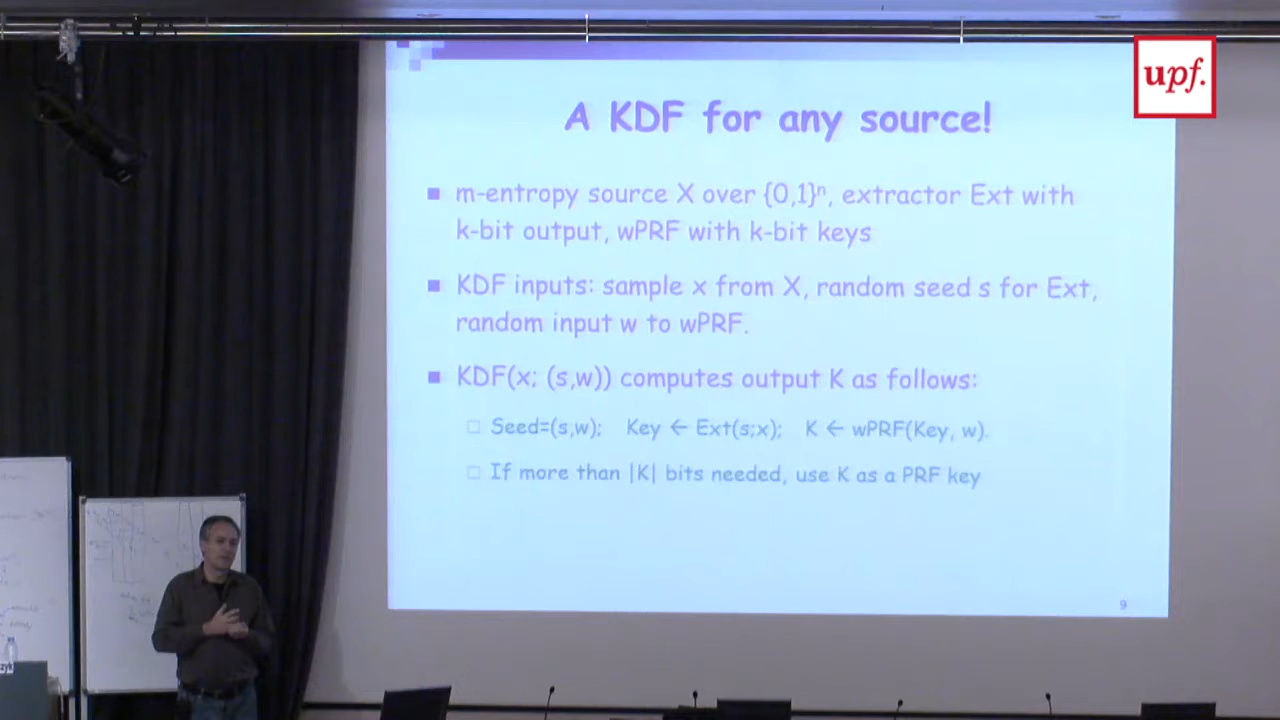 upf.
A KDF for any source!
■ m-entropy source X over {0,1}ⁿ, extractor Ext with
k-bit output, wPRF with k-bit keys
■ KDF inputs: sample x from X, random seed s for Ext,
random input w to wPRF.
■ KDF(x; (s,w)) computes output K as follows:
□ Seed=(s,w); Key ← Ext(s;x); K ← wPRF(Key, w).
□ If more than |K| bits needed, use K as a PRF key
9
zyk